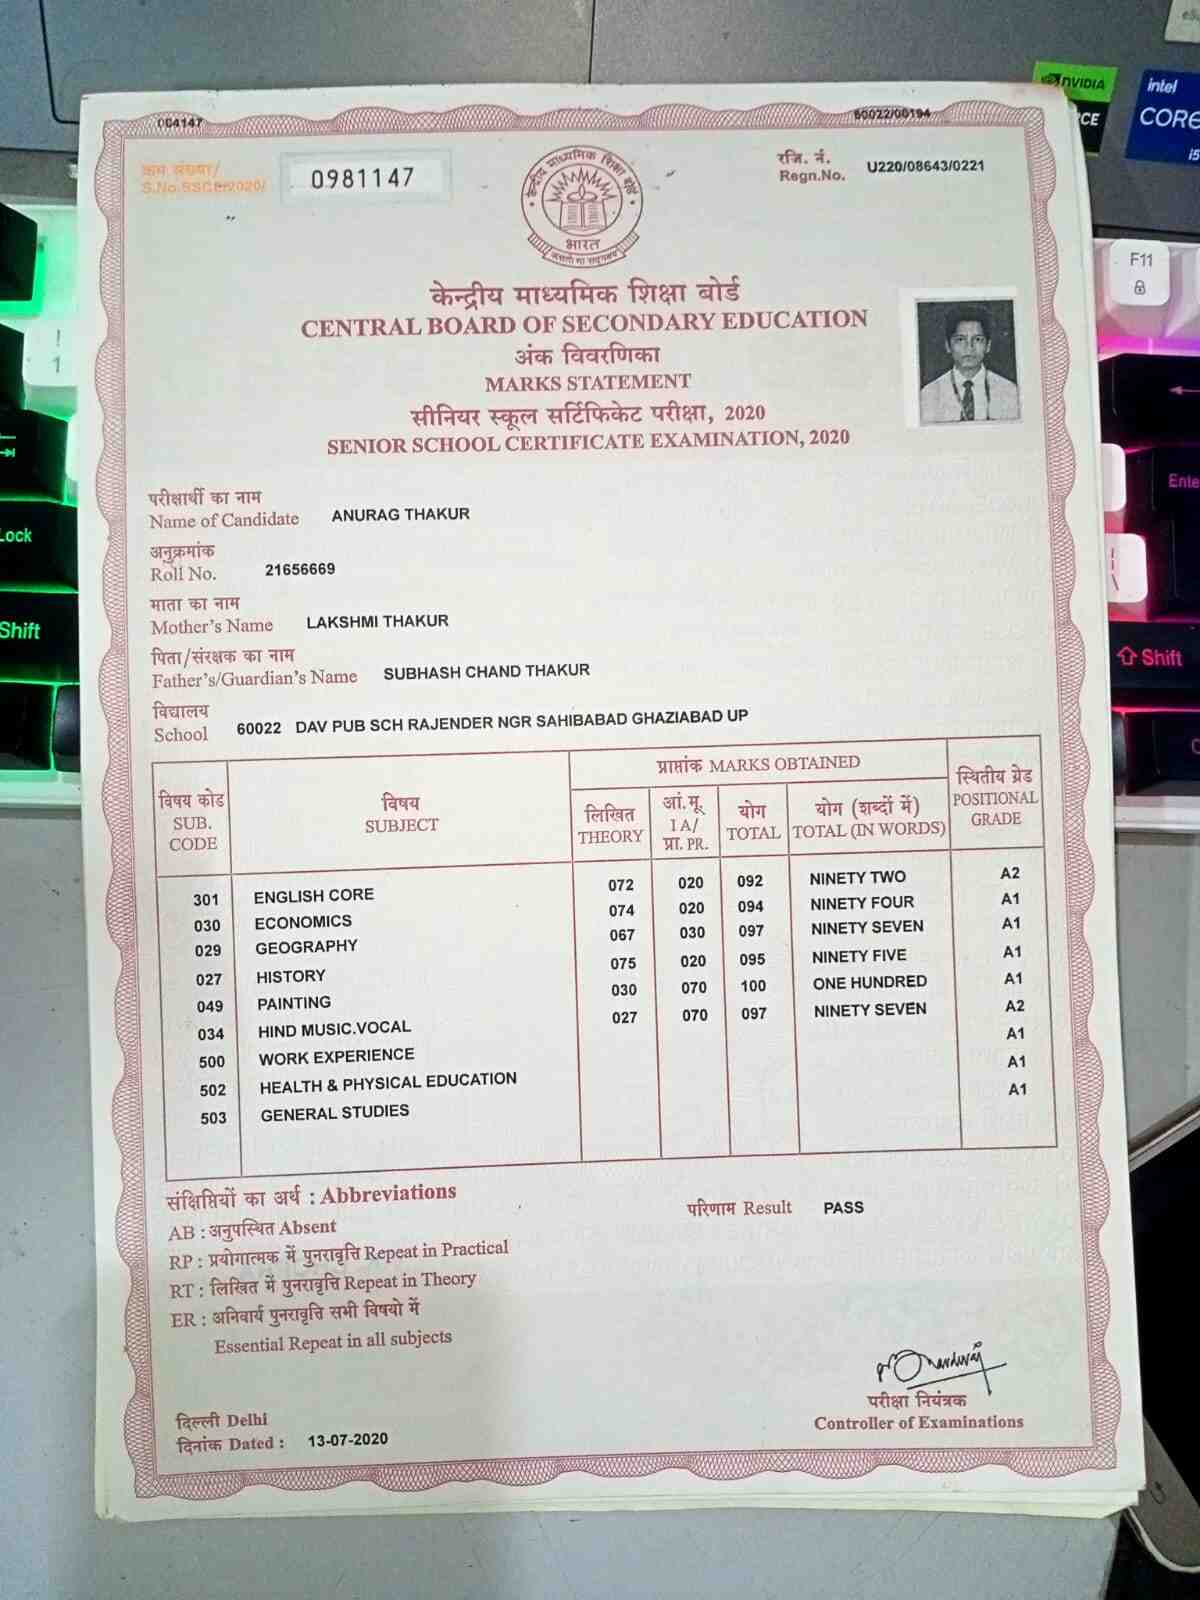 004147
60022/00194
क्रम संख्या/
S.No.SSCE/2020/
0981147
रजि. नं.
Regn.No. U220/08643/0221
केन्द्रीय माध्यमिक शिक्षा बोर्ड
भारत
केन्द्रीय माध्यमिक शिक्षा बोर्ड
CENTRAL BOARD OF SECONDARY EDUCATION
अंक विवरणिका
MARKS STATEMENT
सीनियर स्कूल सर्टिफिकेट परीक्षा, 2020
SENIOR SCHOOL CERTIFICATE EXAMINATION, 2020
परीक्षार्थी का नाम
Name of Candidate ANURAG THAKUR
अनुक्रमांक
Roll No. 21656669
माता का नाम
Mother's Name LAKSHMI THAKUR
पिता/संरक्षक का नाम
Father's/Guardian's Name SUBHASH CHAND THAKUR
विद्यालय
School 60022 DAV PUB SCH RAJENDER NGR SAHIBABAD GHAZIABAD UP
विषय कोड
SUB.
CODE
विषय
SUBJECT
प्राप्तांक MARKS OBTAINED
लिखित
THEORY
आं.मू.
I A/
प्रा. PR.
योग
TOTAL
योग (शब्दों में)
TOTAL (IN WORDS)
स्थितीय ग्रेड
POSITIONAL
GRADE
301 ENGLISH CORE 072 020 092 NINETY TWO A2
030 ECONOMICS 074 020 094 NINETY FOUR A1
029 GEOGRAPHY 067 030 097 NINETY SEVEN A1
027 HISTORY 075 020 095 NINETY FIVE A1
049 PAINTING 030 070 100 ONE HUNDRED A1
034 HIND MUSIC.VOCAL 027 070 097 NINETY SEVEN A2
500 WORK EXPERIENCE A1
502 HEALTH & PHYSICAL EDUCATION A1
503 GENERAL STUDIES A1
संक्षिप्तियों का अर्थ : Abbreviations
AB : अनुपस्थित Absent
RP : प्रयोगात्मक में पुनरावृत्ति Repeat in Practical
RT : लिखित में पुनरावृत्ति Repeat in Theory
ER : अनिवार्य पुनरावृत्ति सभी विषयो में
Essential Repeat in all subjects
परिणाम Result PASS
परीक्षा नियंत्रक
Controller of Examinations
दिल्ली Delhi
दिनांक Dated : 13-07-2020
NVIDIA
intel
CORE
i5
F11
!
1
Lock
Shift
Enter
Shift